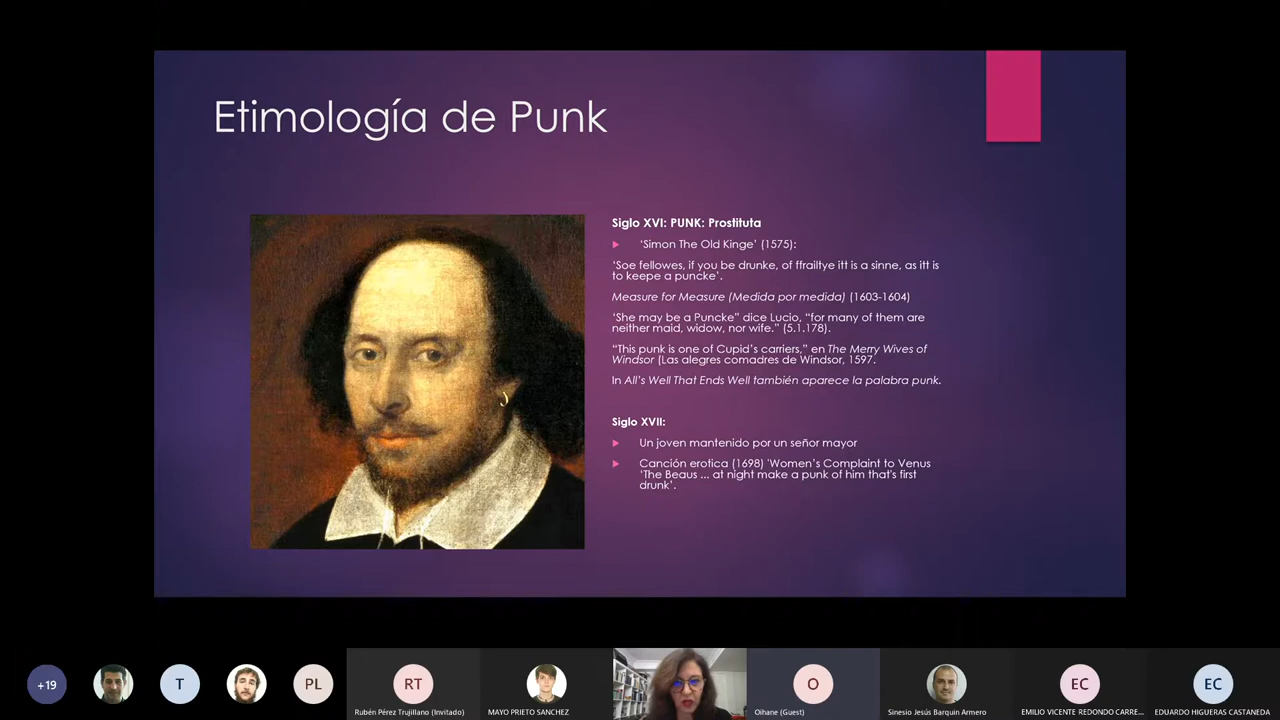 Etimología de Punk
Siglo XVI: PUNK: Prostituta
‘Simon The Old Kinge’ (1575):
‘Soe fellowes, if you be drunke, of ffrailtye itt is a sinne, as itt is
to keepe a puncke’.
Measure for Measure (Medida por medida) (1603-1604)
‘She may be a Puncke” dice Lucio, “for many of them are
neither maid, widow, nor wife.” (5.1.178).
“This punk is one of Cupid’s carriers,” en The Merry Wives of
Windsor [Las alegres comadres de Windsor, 1597.
In All’s Well That Ends Well también aparece la palabra punk.
Siglo XVII:
Un joven mantenido por un señor mayor
Canción erotica (1698) 'Women’s Complaint to Venus
‘The Beaus ... at night make a punk of him that's first
drunk’.
+19
T
PL
RT
O
EC
EC
Rubén Pérez Trujillano (Invitado)
MAYO PRIETO SANCHEZ
Oihane (Guest)
Sinesio Jesús Barquin Armero
EMILIO VICENTE REDONDO CARRE...
EDUARDO HIGUERAS CASTANEDA